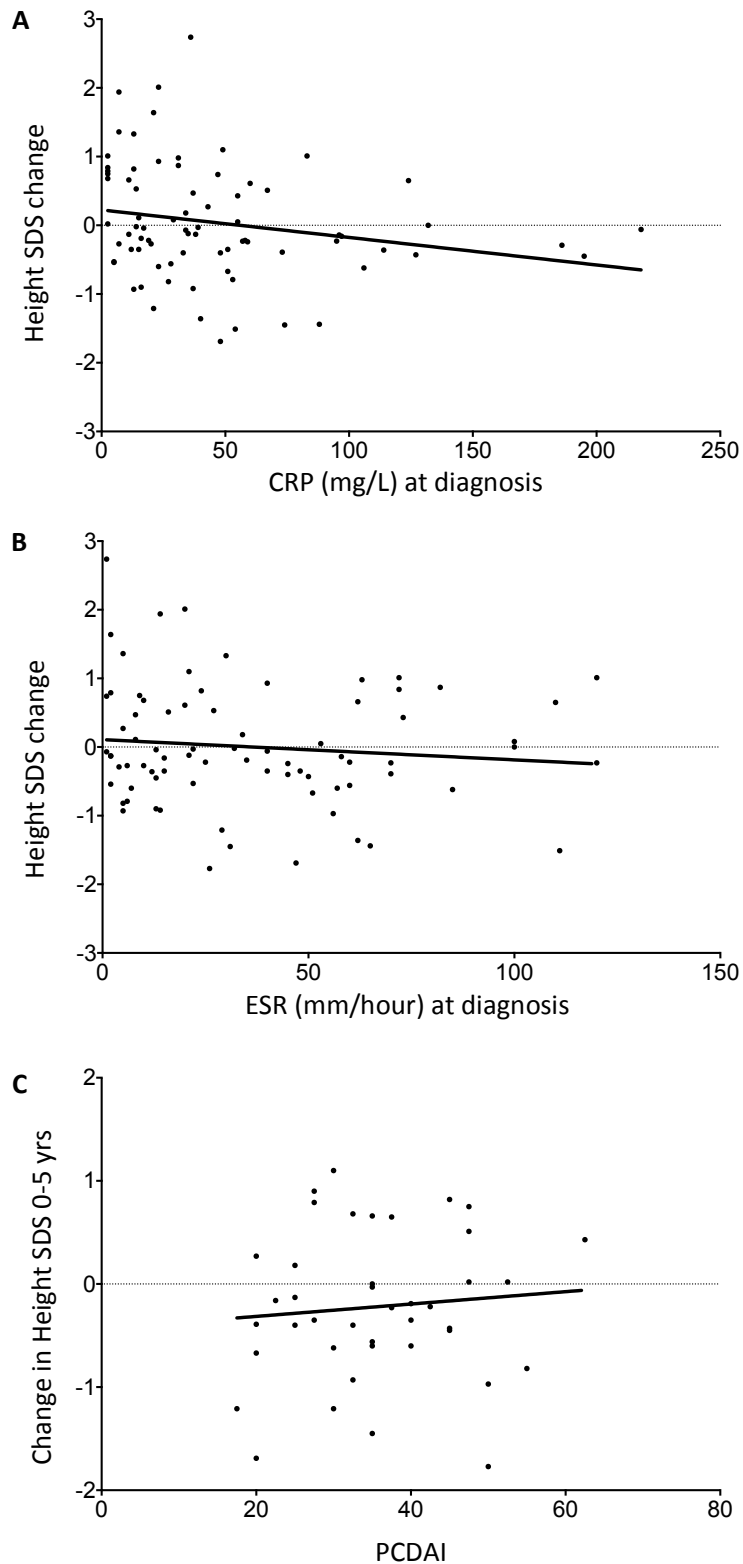 A
3
2
1
0
-1
-2
-3
Height SDS change
0 50 100 150 200 250
CRP (mg/L) at diagnosis
B
3
2
1
0
-1
-2
-3
Height SDS change
0 50 100 150
ESR (mm/hour) at diagnosis
C
2
1
0
-1
-2
Change in Height SDS 0-5 yrs
0 20 40 60 80
PCDAI